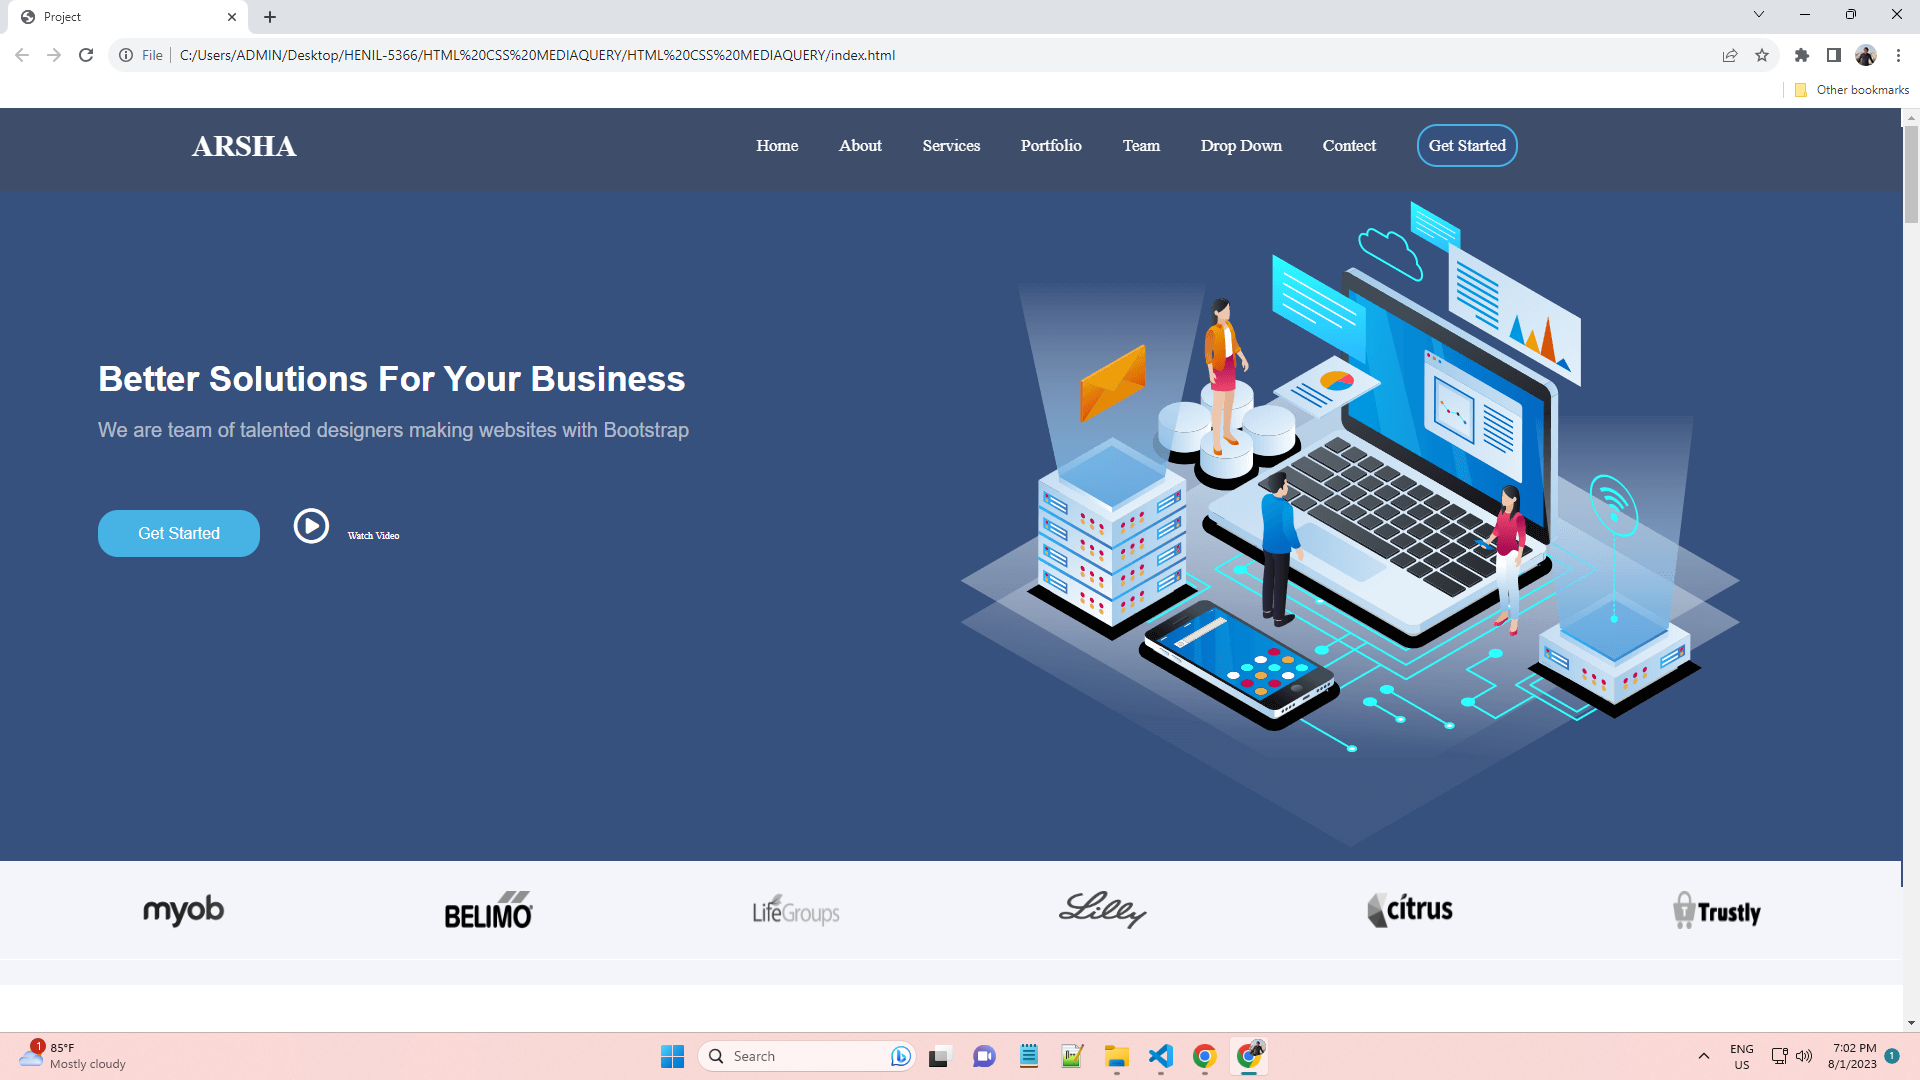 Project
File
C:/Users/ADMIN/Desktop/HENIL-5366/HTML%20CSS%20MEDIAQUERY/HTML%20CSS%20MEDIAQUERY/index.html
Other bookmarks
ARSHA
Home
About
Services
Portfolio
Team
Drop Down
Contect
Get Started
Better Solutions For Your Business
We are team of talented designers making websites with Bootstrap
Get Started
Watch Video
myob
BELIMO
LifeGroups
Lilly
citrus
T
Trustly
1
85°F
Mostly cloudy
Search
ENG
US
7:02 PM
8/1/2023
1